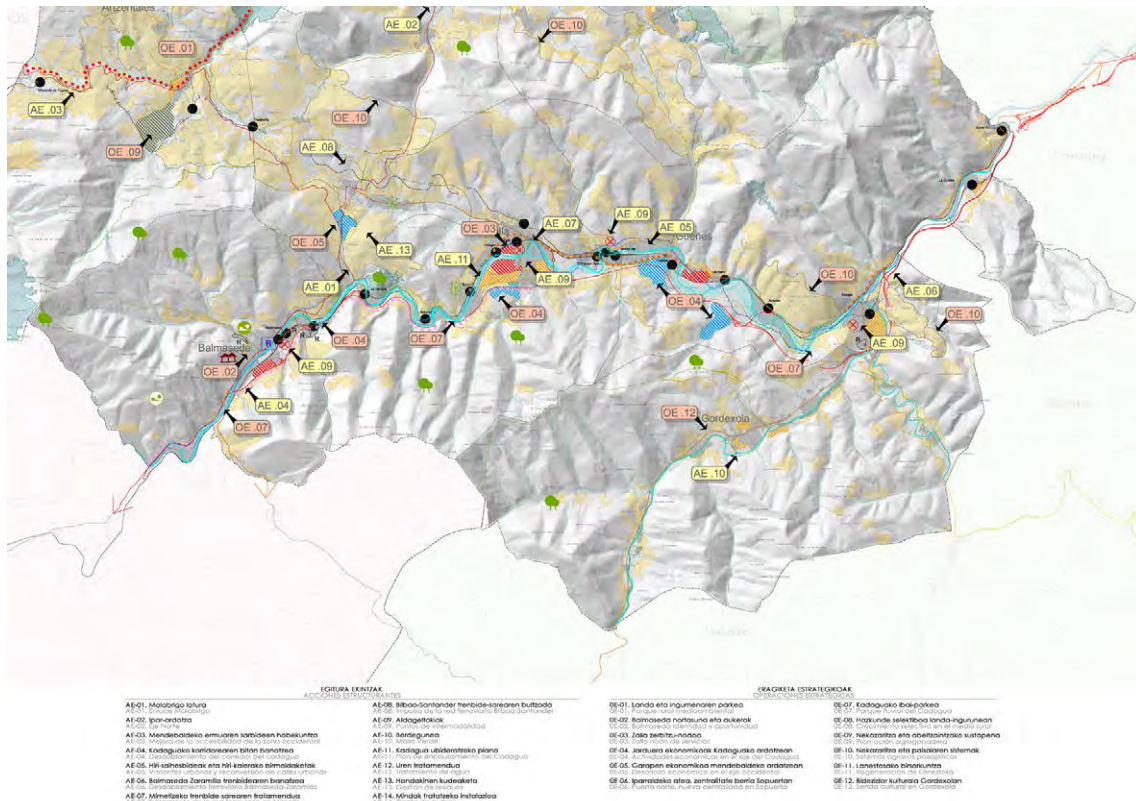 Artzentales
OE .01
AE .02
OE .10
AE .03
OE .10
OE .09
AE .08
OE .05
AE .13
OE .03
AE .07
AE .09
AE .05
Güeñes
AE .11
AE .09
AE .01
OE .04
OE .04
OE .10
AE .06
OE .10
OE .04
OE .07
AE .09
OE .07
Balmaseda
R
R
OE .02
AE .09
AE .04
OE .07
OE .12
Gordexola
AE .10
EGITURA EKINTZAK
ACCIONES ESTRUCTURANTES
AE-01. Malabrigo lotura
AE-01. Enlace Malabrigo
AE-02. Ipar-ardatza
AE-02. Eje Norte
AE-03. Mendebaldeko ermuaren sarbideen hobekuntza
AE-03. Mejora de la accesibilidad de la zona occidental
AE-04. Kadaguako korridorearen bitan banatzea
AE-04. Desdoblamiento del corredor del cadagua
AE-05. Hiri-saihesbideak eta hiri-kaierako birmoldaketak
AE-05. Variantes urbanas y reconversión de calles urbanas
AE-06. Balmaseda Zaramillo trenbidearen banatzea
AE-06. Desdoblamiento ferroviario Balmaseda-Zaramillo
AE-07. Mimetizeko trenbide-sarearen tratamendua
AE-08. Bilbao-Santander trenbide-sarearen bultzada
AE-08. Impulso de la red ferroviaria Bilbao-Santander
AE-09. Aldageltokiak
AE-09. Puntos de intermodalidad
AE-10. Berdegunea
AE-10. Malla Verde
AE-11. Kadagua ubideratzeko plana
AE-11. Plan de encauzamiento del Cadagua
AE-12. Uren tratamendua
AE-12. Tratamiento de agua
AE-13. Hondakinen kudeaketa
AE-13. Gestión de residuos
AE-14. Mindak tratatzeko instalazioa
ERAGIKETA ESTRATEGIKOAK
OPERACIONES ESTRATEGICAS
OE-01. Landa eta ingurumenaren parkea
OE-01. Parque rural medioambiental
OE-02. Balmaseda nortasuna eta aukerak
OE-02. Balmaseda identidad y oportunidad
OE-03. Zalla zerbitzu-nodoa
OE-03. Zalla nodo de servicios
OE-04. Jarduera ekonomikoak Kadaguako ardatzean
OE-04. Actividades económicas en el eje del Cadagua
OE-05. Garapen ekonomikoa mendebaldeko ardatzean
OE-05. Desarrollo económico en el eje occidental
OE-06. Iparraldeko atea, zentralitate berria Sopuertan
OE-06. Puerta norte, nueva centralidad en Sopuerta
OE-07. Kadaguako ibai-parkea
OE-07. Parque fluvial del Cadagua
OE-08. Hazkunde selektiboa landa-ingurunean
OE-08. Crecimiento selectivo en el medio rural
OE-09. Nekazaritza eta abeltzaintzako sustapena
OE-09. Promoción agroganadera
OE-10. Nekazaritza eta paisaiaren sistemak
OE-10. Sistemas agrarios paisajísticos
OE-11. Lanestosako biharkuntza
OE-11. Regeneración de Lanestosa
OE-12. Bidezidor kulturala Gordexolan
OE-12. Senda cultural en Gordexola